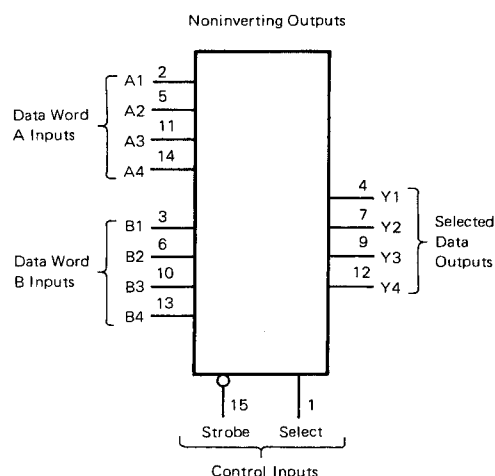 Noninverting Outputs
A1 2
A2 5
A3 11
A4 14
Data Word
A Inputs
B1 3
B2 6
B3 10
B4 13
Data Word
B Inputs
4 Y1
7 Y2
9 Y3
12 Y4
Selected
Data
Outputs
15 1
Strobe Select
Control Inputs